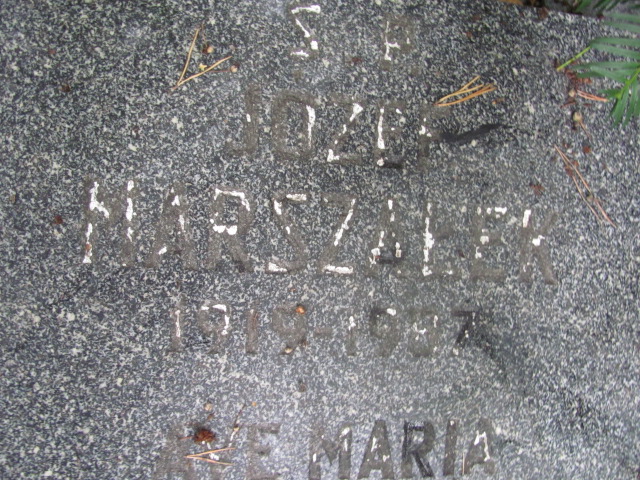 Ś. P.
JÓZEF
MARSZAŁEK
1919-1987
AVE MARIA